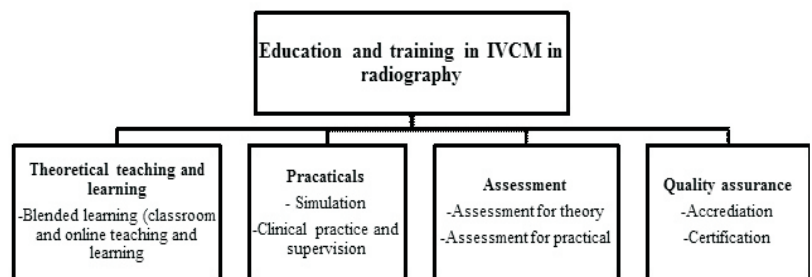 Education and training in IVCM in
radiography
Theoretical teaching and
learning
-Blended learning (classroom
and online teaching and
learning
Pracaticals
- Simulation
-Clinical practice and
supervision
Assessment
-Assessment for theory
-Assessment for practical
Quality assurance
-Accrediation
-Certification